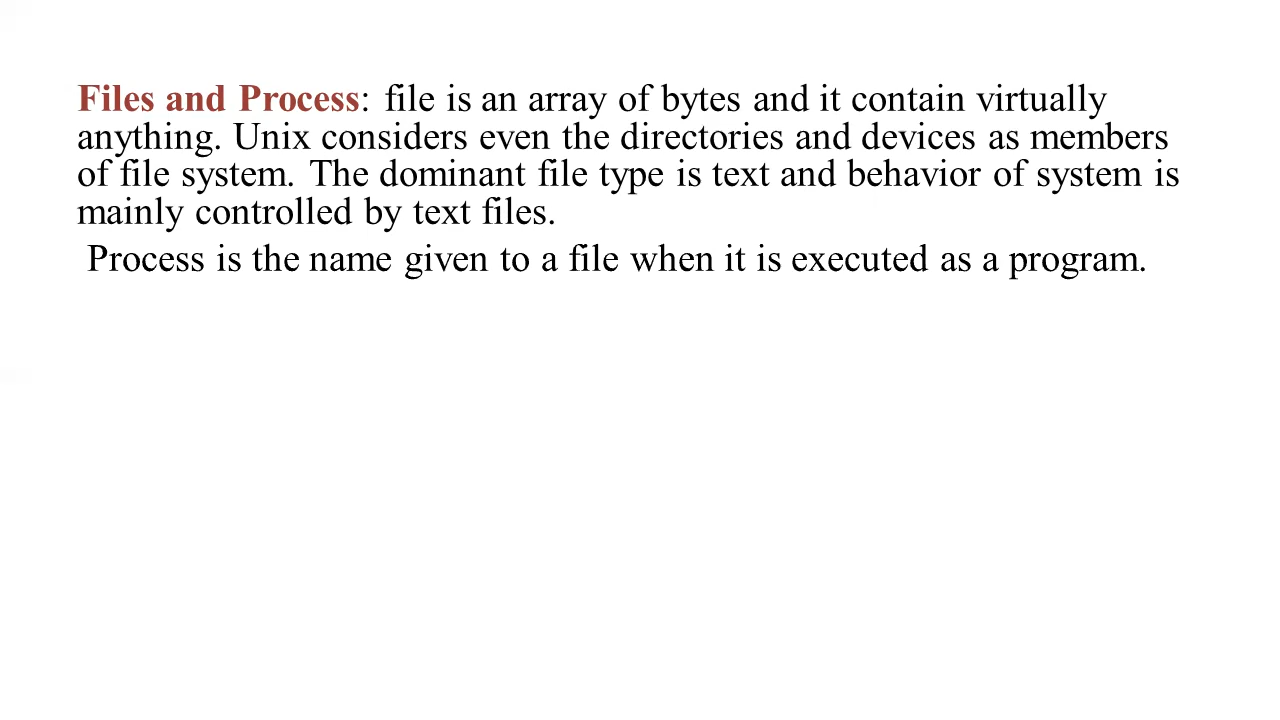 Files and Process: file is an array of bytes and it contain virtually
anything. Unix considers even the directories and devices as members
of file system. The dominant file type is text and behavior of system is
mainly controlled by text files.
Process is the name given to a file when it is executed as a program.